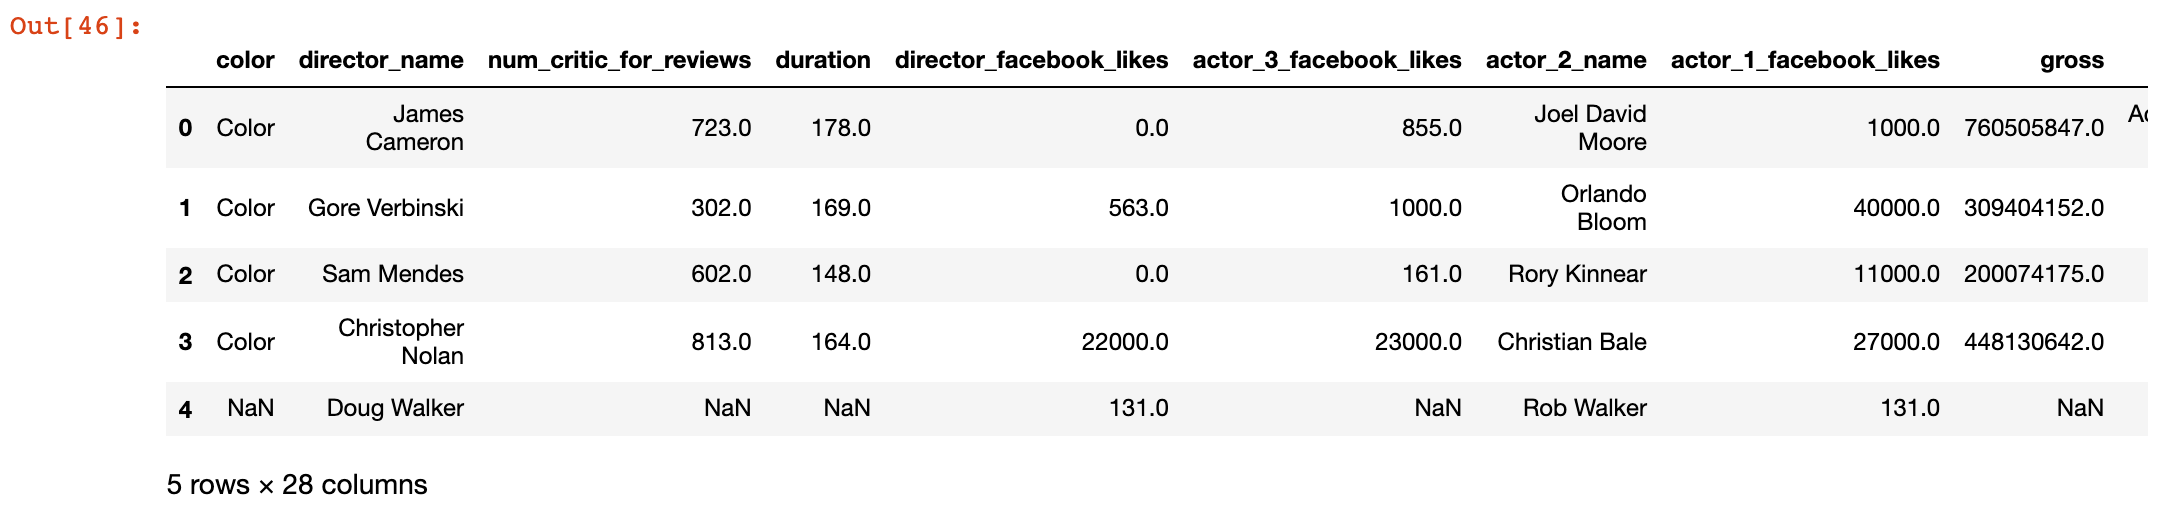 Out[46]:
color director_name num_critic_for_reviews duration director_facebook_likes actor_3_facebook_likes actor_2_name actor_1_facebook_likes gross
0 Color James Cameron 723.0 178.0 0.0 855.0 Joel David Moore 1000.0 760505847.0
1 Color Gore Verbinski 302.0 169.0 563.0 1000.0 Orlando Bloom 40000.0 309404152.0
2 Color Sam Mendes 602.0 148.0 0.0 161.0 Rory Kinnear 11000.0 200074175.0
3 Color Christopher Nolan 813.0 164.0 22000.0 23000.0 Christian Bale 27000.0 448130642.0
4 NaN Doug Walker NaN NaN 131.0 NaN Rob Walker 131.0 NaN
5 rows × 28 columns